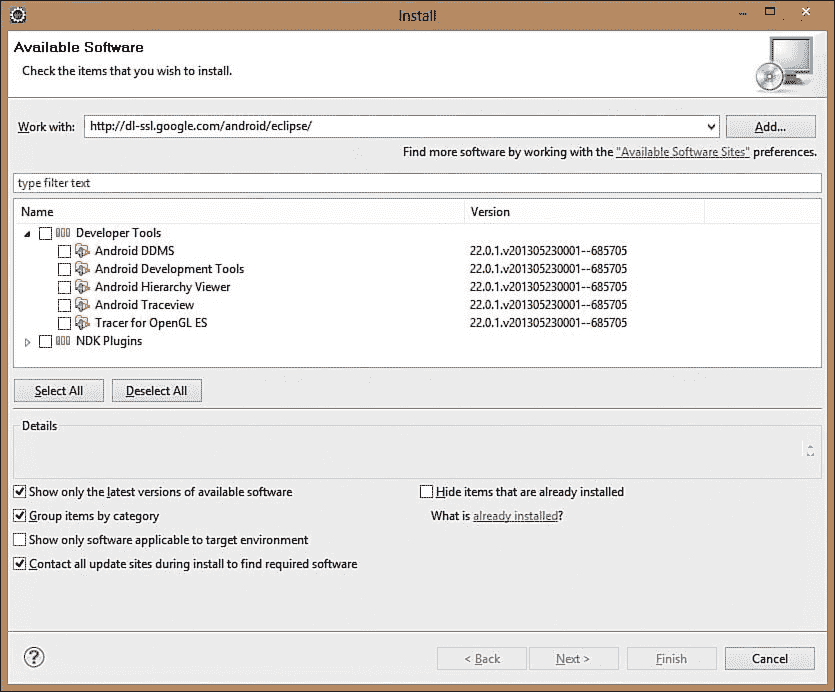 Install
Available Software
Check the items that you wish to install.
Work with: http://dl-ssl.google.com/android/eclipse/ Add...
Find more software by working with the "Available Software Sites" preferences.
type filter text
Name Version
Developer Tools
Android DDMS 22.0.1.v201305230001--685705
Android Development Tools 22.0.1.v201305230001--685705
Android Hierarchy Viewer 22.0.1.v201305230001--685705
Android Traceview 22.0.1.v201305230001--685705
Tracer for OpenGL ES 22.0.1.v201305230001--685705
NDK Plugins
Select All Deselect All
Details
Show only the latest versions of available software Hide items that are already installed
Group items by category What is already installed?
Show only software applicable to target environment
Contact all update sites during install to find required software
? < Back Next > Finish Cancel